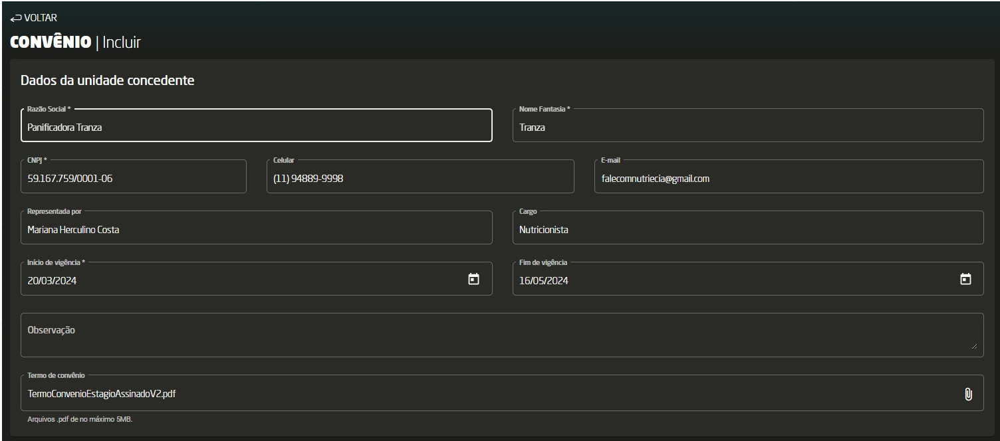 VOLTAR
CONVÊNIO | Incluir
Dados da unidade concedente
Razão Social *
Panificadora Tranza
Nome Fantasia *
Tranza
CNPJ *
59.167.759/0001-06
Celular
(11) 94889-9998
E-mail
falecomnutriecia@gmail.com
Representada por
Mariana Herculino Costa
Cargo
Nutricionista
Início de vigência *
20/03/2024
Fim de vigência
16/05/2024
Observação
Termo de convênio
TermoConvenioEstagioAssinadoV2.pdf
Arquivos .pdf de no máximo 5MB.